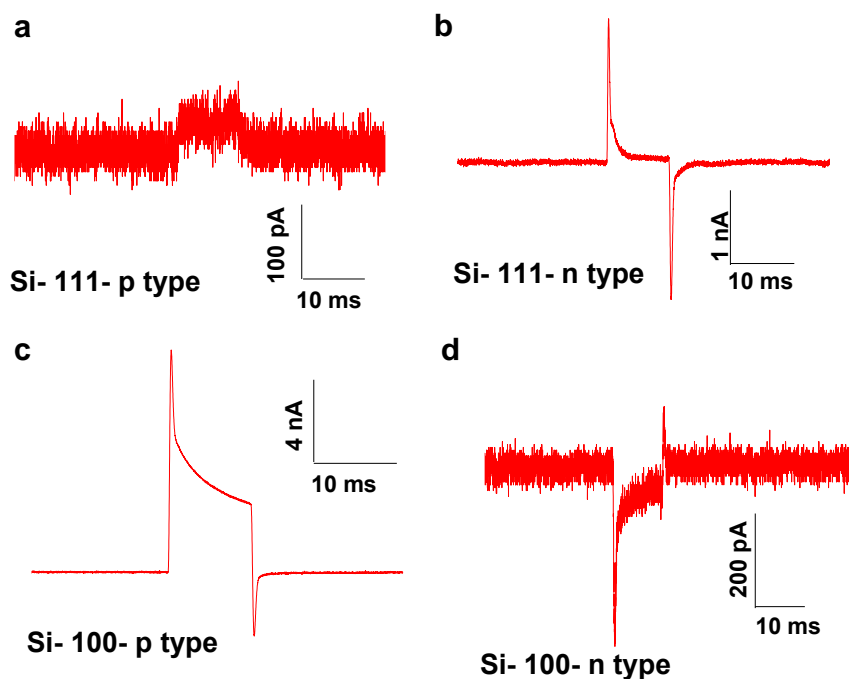 a
100 pA
10 ms
Si- 111- p type
b
1 nA
10 ms
Si- 111- n type
c
4 nA
10 ms
Si- 100- p type
d
200 pA
10 ms
Si- 100- n type